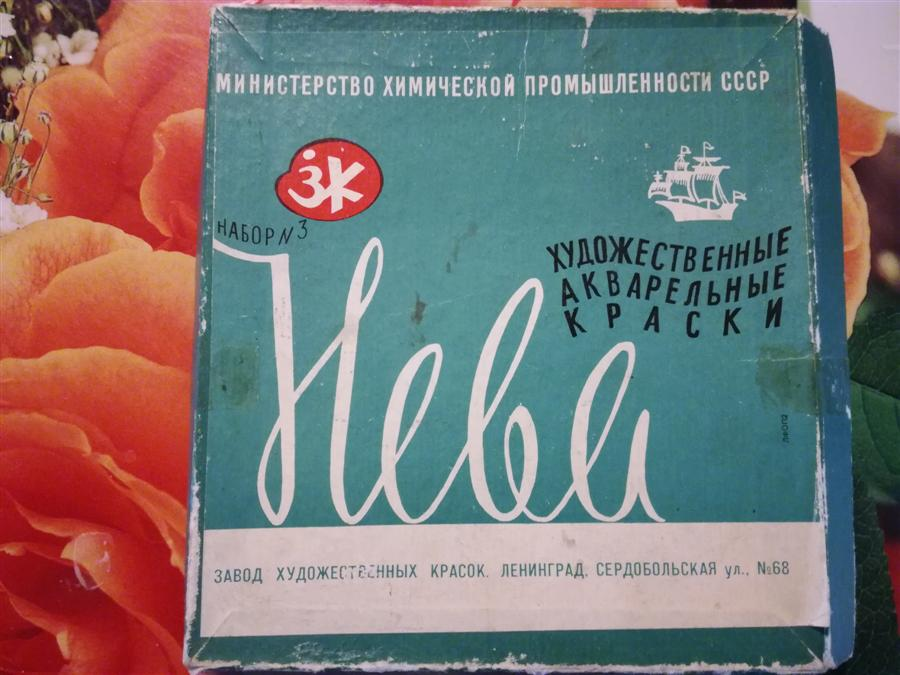 МИНИСТЕРСТВО ХИМИЧЕСКОЙ ПРОМЫШЛЕННОСТИ СССР
ЗК
НАБОР N 3
ХУДОЖЕСТВЕННЫЕ
АКВАРЕЛЬНЫЕ
КРАСКИ
Нева
ЗАВОД ХУДОЖЕСТВЕННЫХ КРАСОК. ЛЕНИНГРАД. СЕРДОБОЛЬСКАЯ ул., №68